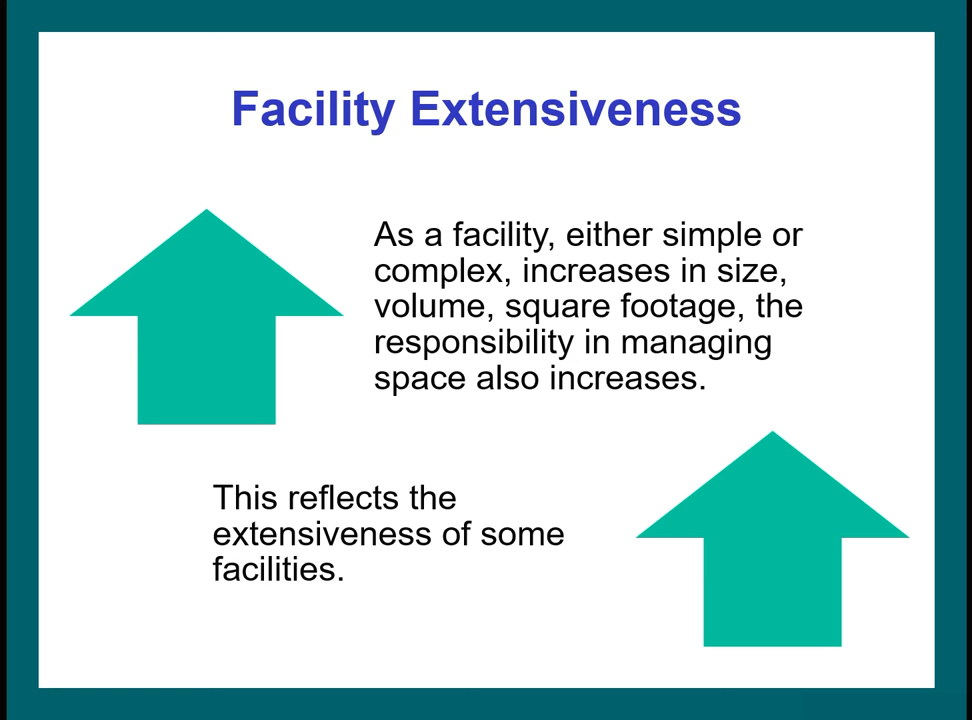 Facility Extensiveness
As a facility, either simple or
complex, increases in size,
volume, square footage, the
responsibility in managing
space also increases.
This reflects the
extensiveness of some
facilities.